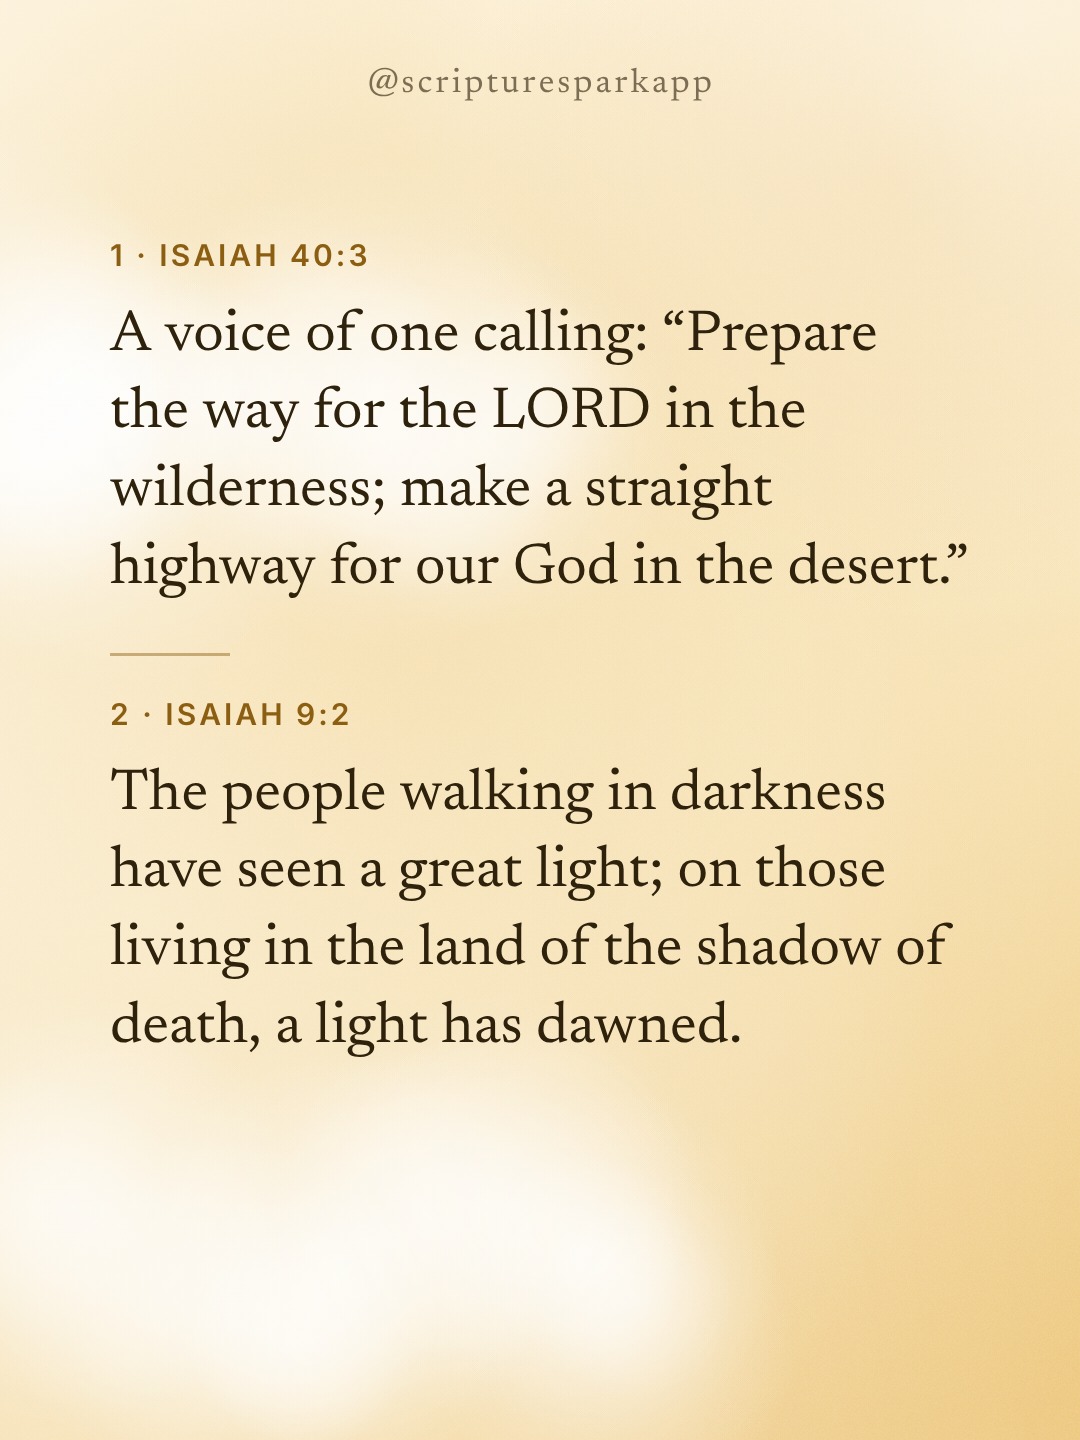 @scripturesparkapp
1 · ISAIAH 40:3
A voice of one calling: “Prepare
the way for the LORD in the
wilderness; make a straight
highway for our God in the desert.”
2 · ISAIAH 9:2
The people walking in darkness
have seen a great light; on those
living in the land of the shadow of
death, a light has dawned.